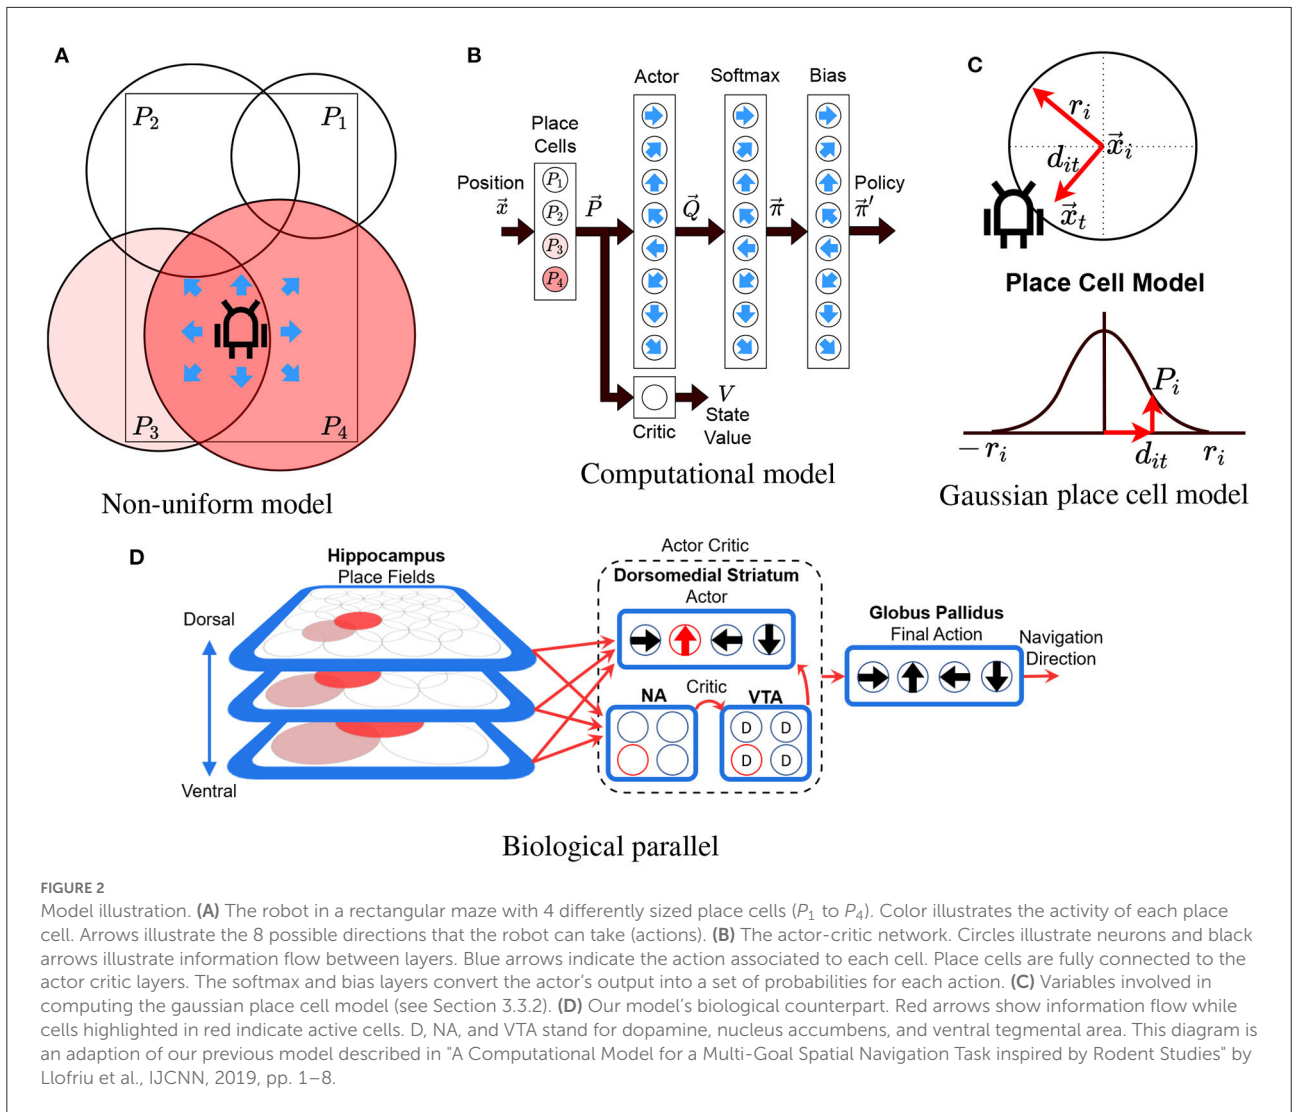 A
P₂
P₁
P₃
P₄
Non-uniform model
B
Actor
Softmax
Bias
Place
Cells
Position
x⃗
P₁
P₂
P₃
P₄
P⃗
Q⃗
π⃗
Policy
π⃗′
Critic
V
State
Value
Computational model
C
rᵢ
x⃗ᵢ
dᵢₜ
x⃗ₜ
Place Cell Model
Pᵢ
−rᵢ
dᵢₜ
rᵢ
Gaussian place cell model
D
Hippocampus
Place Fields
Dorsal
Ventral
Actor Critic
Dorsomedial Striatum
Actor
NA
Critic
VTA
D D
D D
Globus Pallidus
Final Action
Navigation
Direction
Biological parallel
FIGURE 2
Model illustration. (A) The robot in a rectangular maze with 4 differently sized place cells (P₁ to P₄). Color illustrates the activity of each place
cell. Arrows illustrate the 8 possible directions that the robot can take (actions). (B) The actor-critic network. Circles illustrate neurons and black
arrows illustrate information flow between layers. Blue arrows indicate the action associated to each cell. Place cells are fully connected to the
actor critic layers. The softmax and bias layers convert the actor's output into a set of probabilities for each action. (C) Variables involved in
computing the gaussian place cell model (see Section 3.3.2). (D) Our model's biological counterpart. Red arrows show information flow while
cells highlighted in red indicate active cells. D, NA, and VTA stand for dopamine, nucleus accumbens, and ventral tegmental area. This diagram is
an adaption of our previous model described in "A Computational Model for a Multi-Goal Spatial Navigation Task inspired by Rodent Studies" by
Llofriu et al., IJCNN, 2019, pp. 1–8.